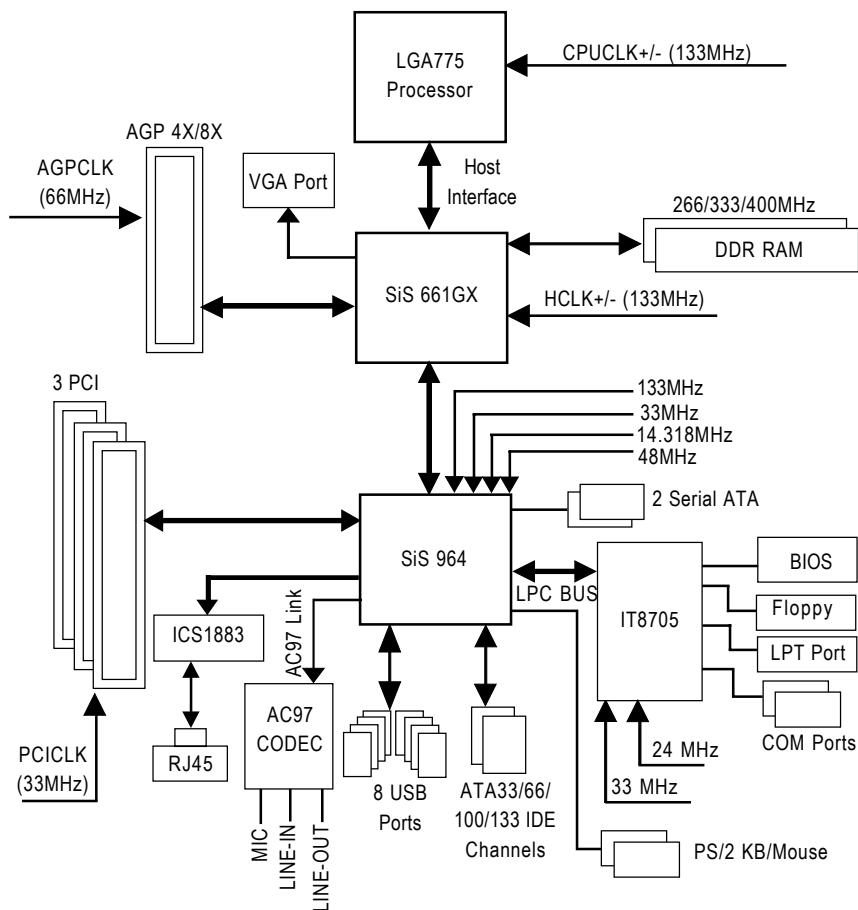 LGA775
Processor
CPUCLK+/- (133MHz)
AGP 4X/8X
AGPCLK
(66MHz)
VGA Port
Host
Interface
266/333/400MHz
DDR RAM
SiS 661GX
HCLK+/- (133MHz)
3 PCI
133MHz
33MHz
14.318MHz
48MHz
2 Serial ATA
SiS 964
LPC BUS
IT8705
BIOS
Floppy
LPT Port
COM Ports
ICS1883
AC97 Link
RJ45
AC97
CODEC
PCICLK
(33MHz)
24 MHz
33 MHz
8 USB
Ports
ATA33/66/
100/133 IDE
Channels
MIC
LINE-IN
LINE-OUT
PS/2 KB/Mouse